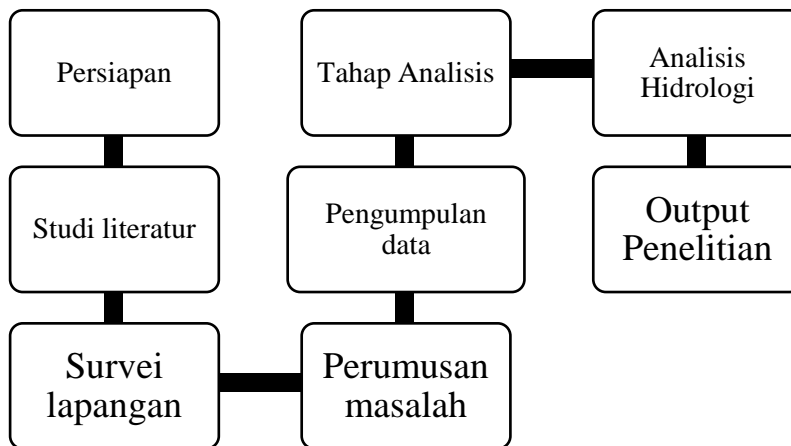 Persiapan
Studi literatur
Survei
lapangan
Perumusan
masalah
Pengumpulan
data
Tahap Analisis
Analisis
Hidrologi
Output
Penelitian